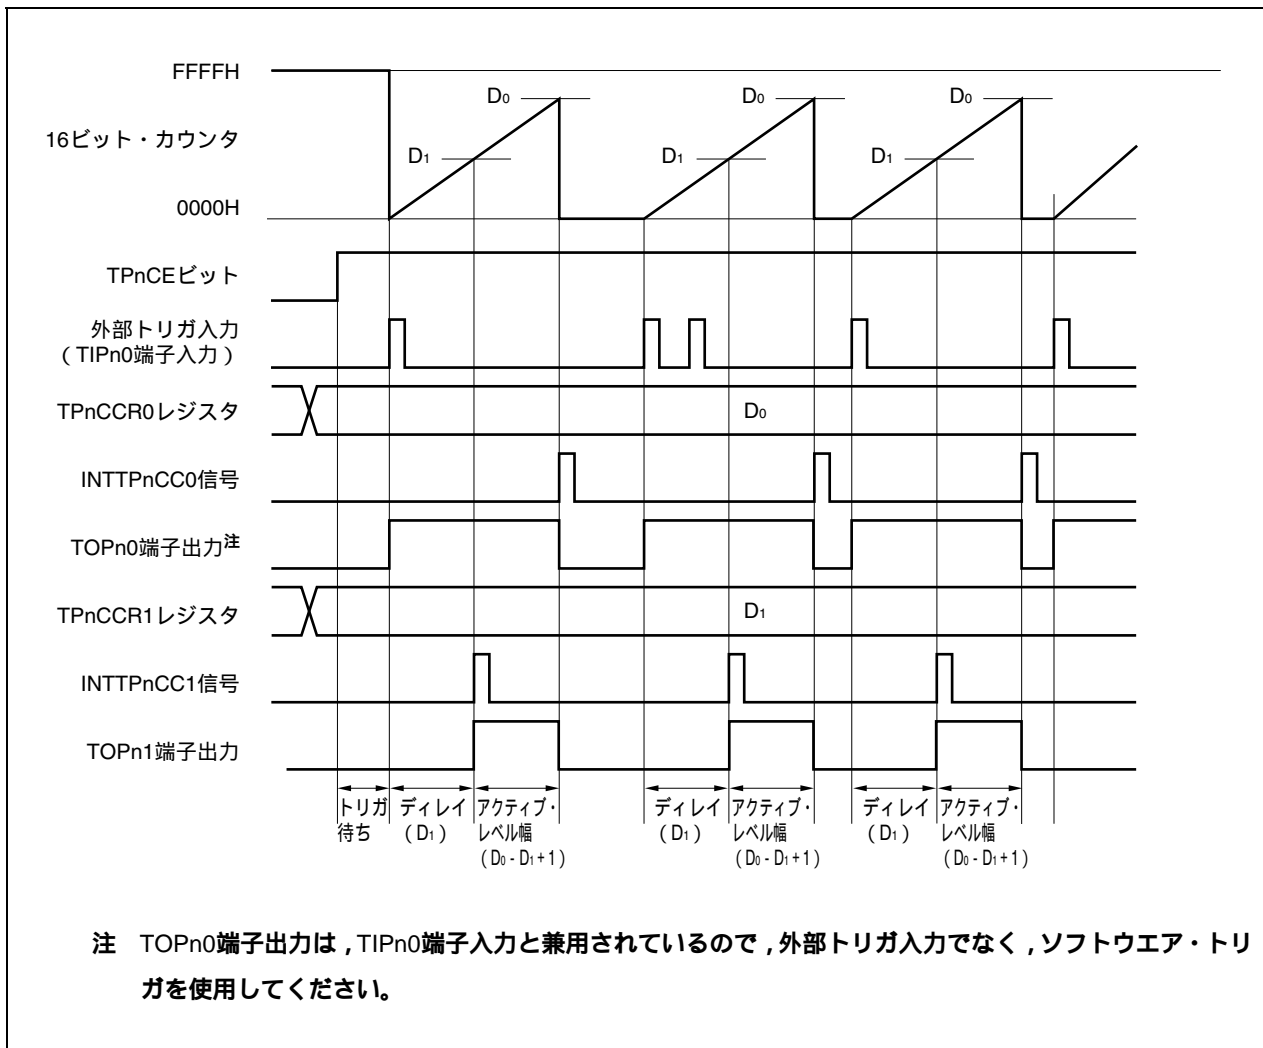 FFFFH
D0
D0
D0
16ビット・カウンタ
D1
D1
D1
0000H
TPnCEビット
外部トリガ入力
（TIPn0端子入力）
TPnCCR0レジスタ
D0
INTTPnCC0信号
TOPn0端子出力注
TPnCCR1レジスタ
D1
INTTPnCC1信号
TOPn1端子出力
トリガ
待ち
ディレイ
（D1）
アクティブ・
レベル幅
（D0 - D1 + 1）
ディレイ
（D1）
アクティブ・
レベル幅
（D0 - D1 + 1）
ディレイ
（D1）
アクティブ・
レベル幅
（D0 - D1 + 1）
注 TOPn0端子出力は，TIPn0端子入力と兼用されているので，外部トリガ入力でなく，ソフトウエア・トリ
ガを使用してください。